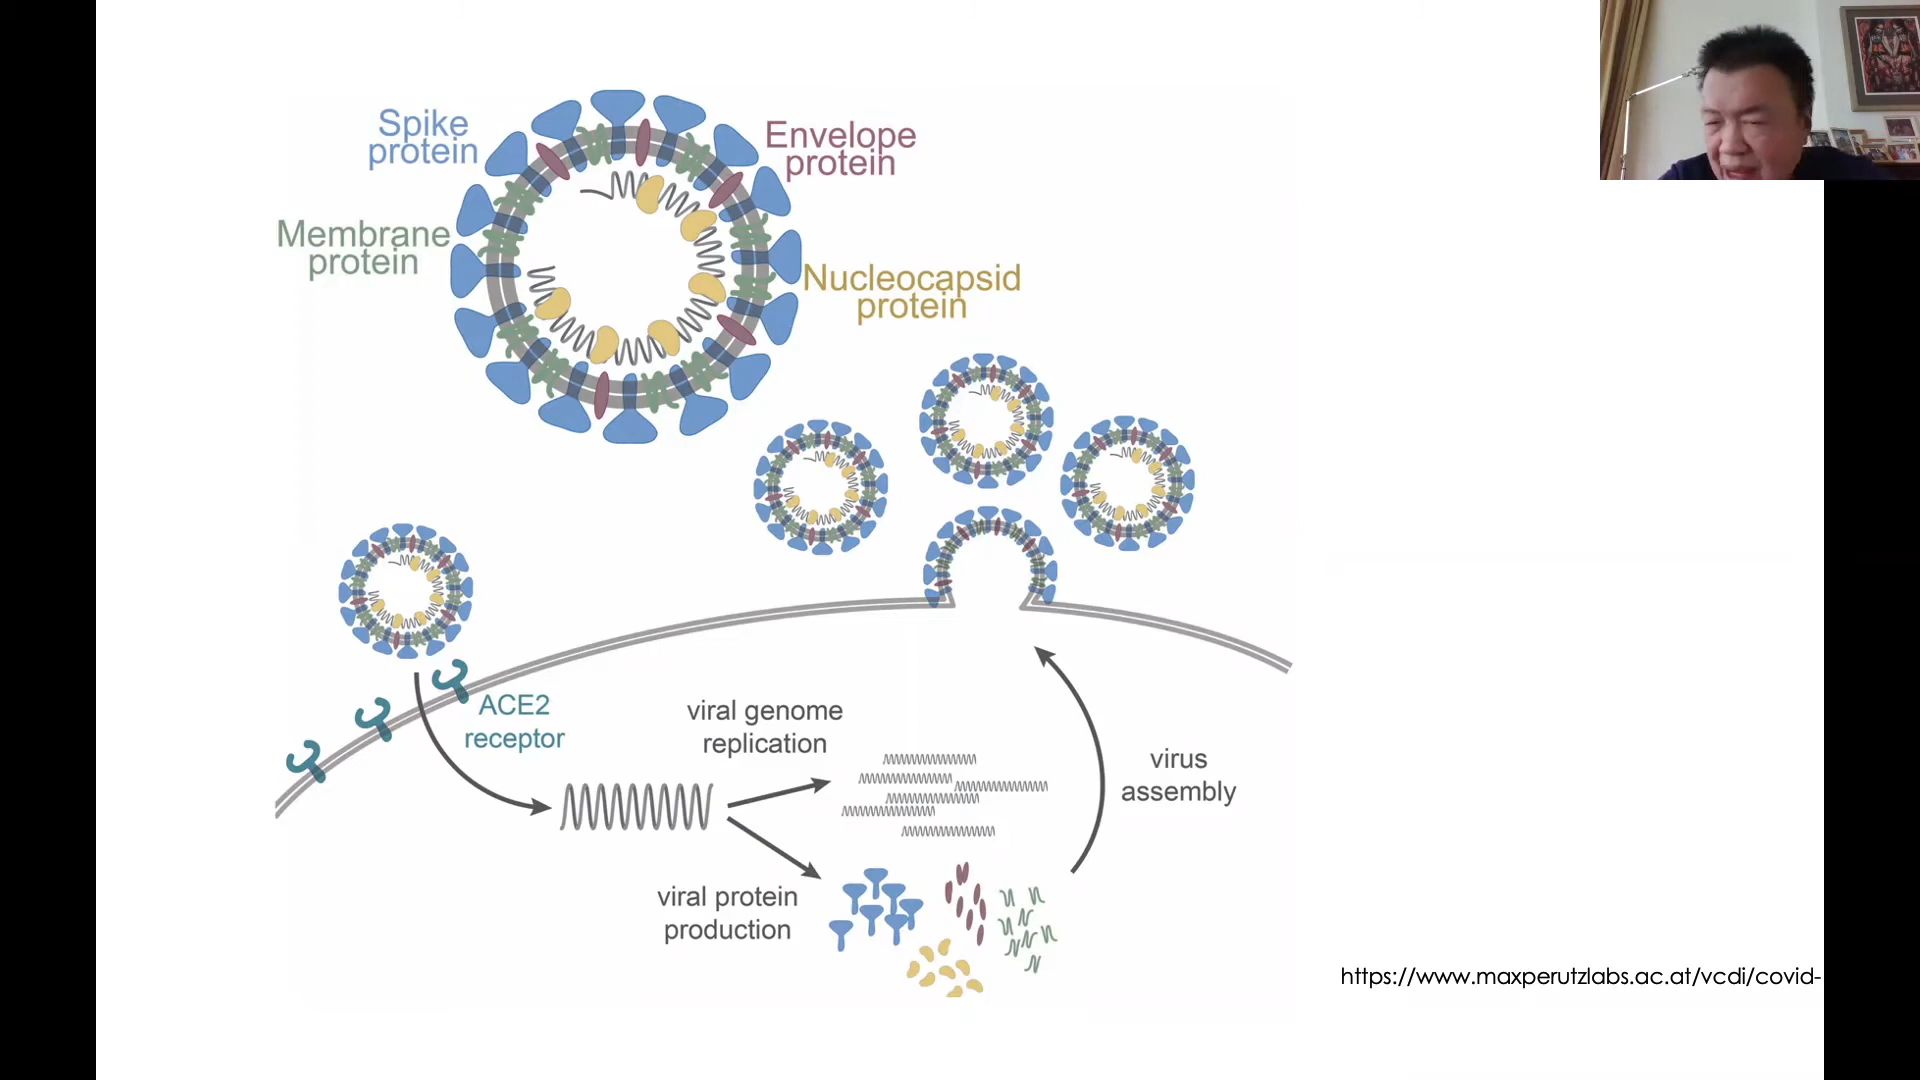 Spike
protein
Envelope
protein
Membrane
protein
Nucleocapsid
protein
ACE2
receptor
viral genome
replication
virus
assembly
viral protein
production
https://www.maxperutzlabs.ac.at/vcdi/covid-